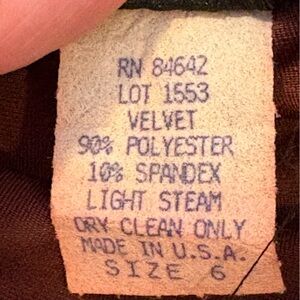 RN 84642
LOT 1553
VELVET
90% POLYESTER
10% SPANDEX
LIGHT STEAM
DRY CLEAN ONLY
MADE IN U.S.A.
SIZE 6